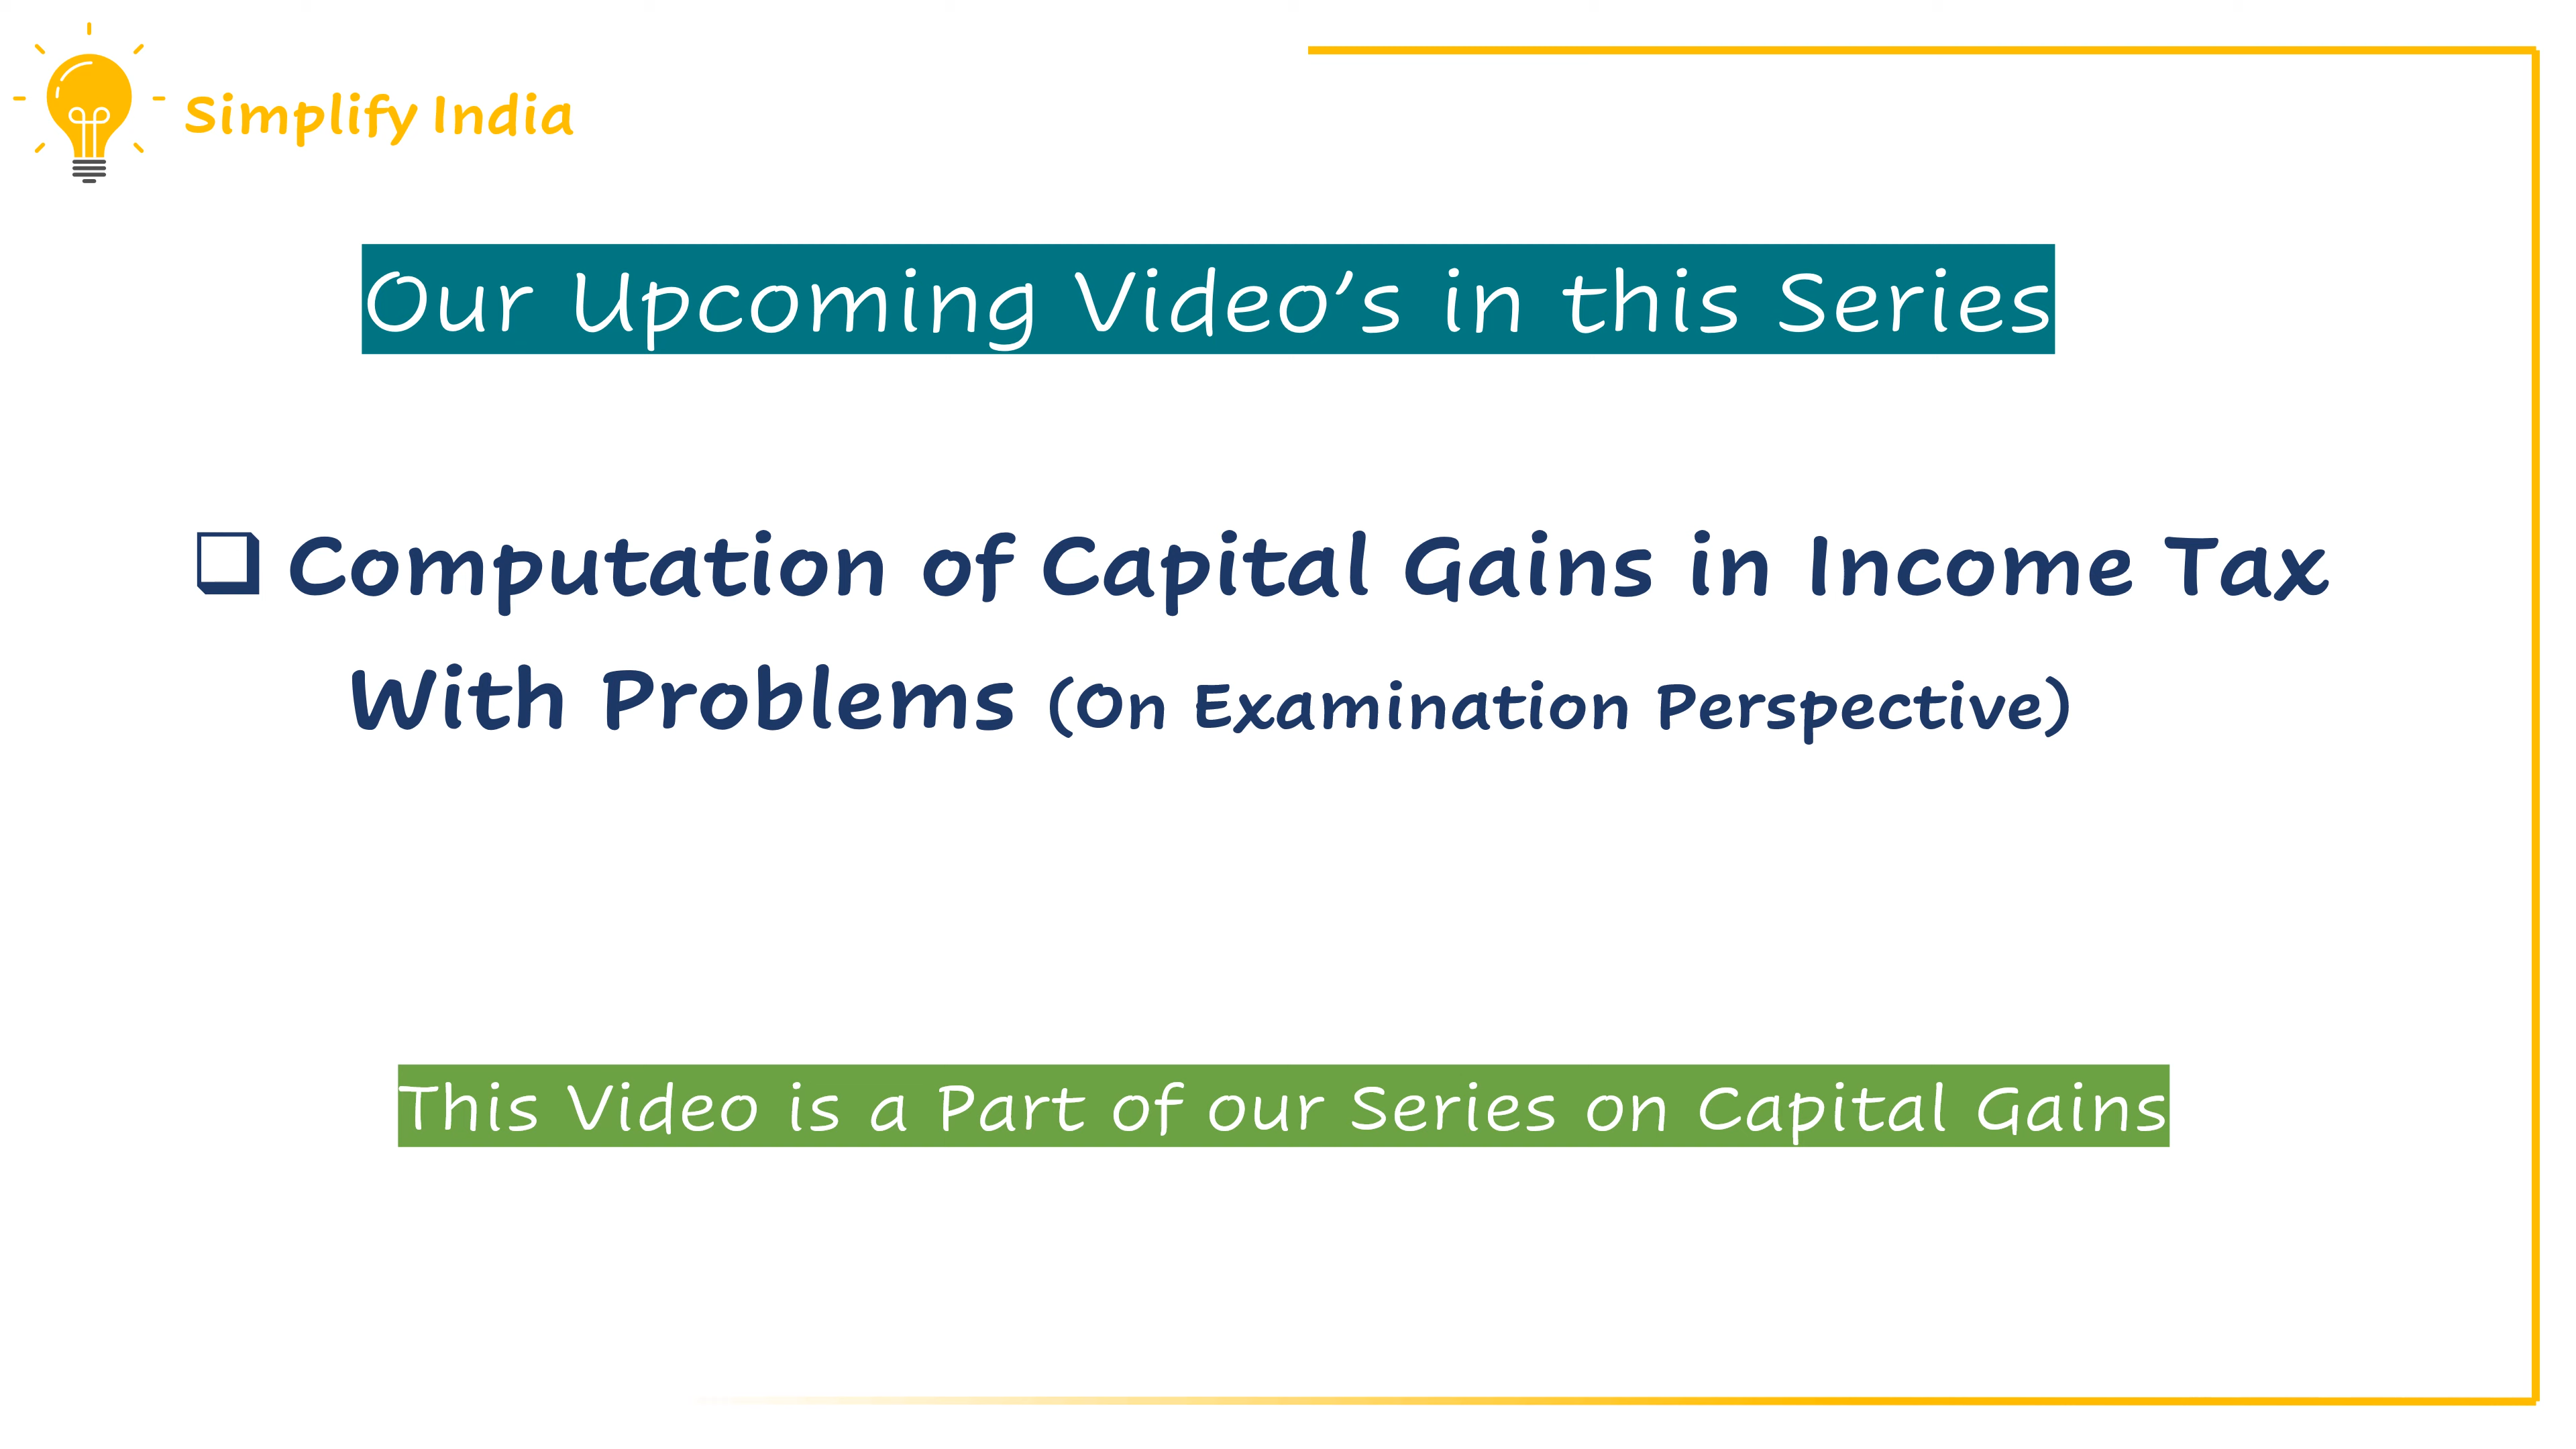 Simplify India
Our Upcoming Video’s in this Series
❑ Computation of Capital Gains in Income Tax
With Problems (On Examination Perspective)
This Video is a Part of our Series on Capital Gains